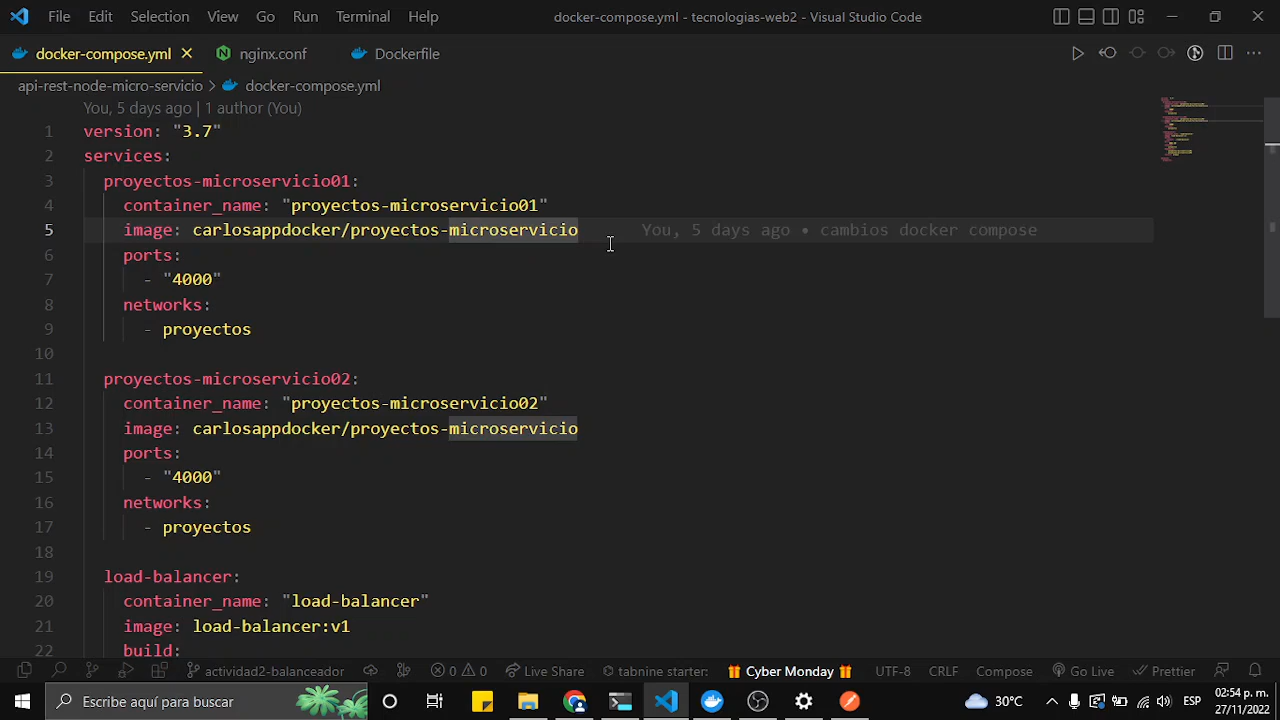 File Edit Selection View Go Run Terminal Help docker-compose.yml - tecnologias-web2 - Visual Studio Code
docker-compose.yml nginx.conf Dockerfile
api-rest-node-micro-servicio > docker-compose.yml
You, 5 days ago | 1 author (You)
1 version: "3.7"
2 services:
3 proyectos-microservicio01:
4 container_name: "proyectos-microservicio01"
5 image: carlosappdocker/proyectos-microservicio You, 5 days ago • cambios docker compose
6 ports:
7 - "4000"
8 networks:
9 - proyectos
10
11 proyectos-microservicio02:
12 container_name: "proyectos-microservicio02"
13 image: carlosappdocker/proyectos-microservicio
14 ports:
15 - "4000"
16 networks:
17 - proyectos
18
19 load-balancer:
20 container_name: "load-balancer"
21 image: load-balancer:v1
22 build:
actividad2-balanceador 0 0 Live Share tabnine starter: Cyber Monday UTF-8 CRLF Compose Go Live Prettier
Escribe aquí para buscar 30°C ESP 02:54 p. m.
27/11/2022